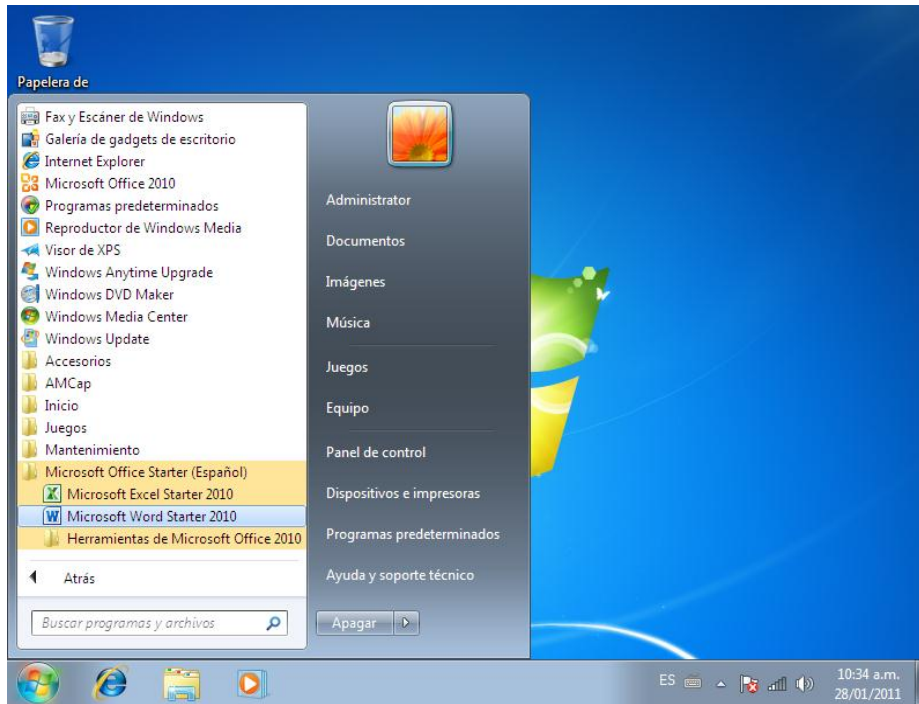 Papelera de
Fax y Escáner de Windows
Galería de gadgets de escritorio
Internet Explorer
Microsoft Office 2010
Programas predeterminados
Reproductor de Windows Media
Visor de XPS
Windows Anytime Upgrade
Windows DVD Maker
Windows Media Center
Windows Update
Accesorios
AMCap
Inicio
Juegos
Mantenimiento
Microsoft Office Starter (Español)
Microsoft Excel Starter 2010
Microsoft Word Starter 2010
Herramientas de Microsoft Office 2010
Atrás
Buscar programas y archivos
Administrator
Documentos
Imágenes
Música
Juegos
Equipo
Panel de control
Dispositivos e impresoras
Programas predeterminados
Ayuda y soporte técnico
Apagar
ES
10:34 a.m.
28/01/2011